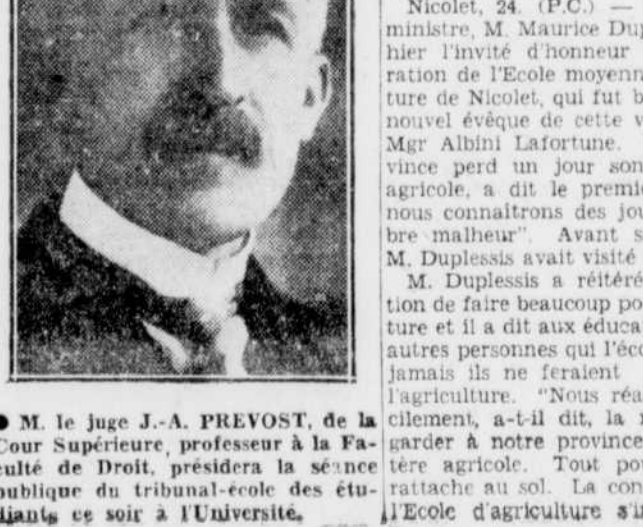 ● M. le juge J.-A. PREVOST, de la
Cour Supérieure, professeur à la Fa-
culté de Droit, présidera la séance
publique du tribunal-école des étu-
diants ce soir à l'Université.
Nicolet, 24. (P.C.) —
ministre, M. Maurice Dup
hier l'invité d'honneur
ration de l'Ecole moyenn
ture de Nicolet, qui fut b
nouvel évêque de cette v
Mgr Albini Lafortune.
vince perd un jour son
agricole, a dit le premie
nous connaîtrons des jou
bre malheur". Avant s
M. Duplessis avait visité
M. Duplessis a réitéré
tion de faire beaucoup po
ture et il a dit aux éduca
autres personnes qui l'éco
jamais ils ne feraient
l'agriculture. "Nous réa
cilement, a-t-il dit, la
garder à notre province
tère agricole. Tout pou
rattache au sol. La con
l'Ecole d'agriculture s'i